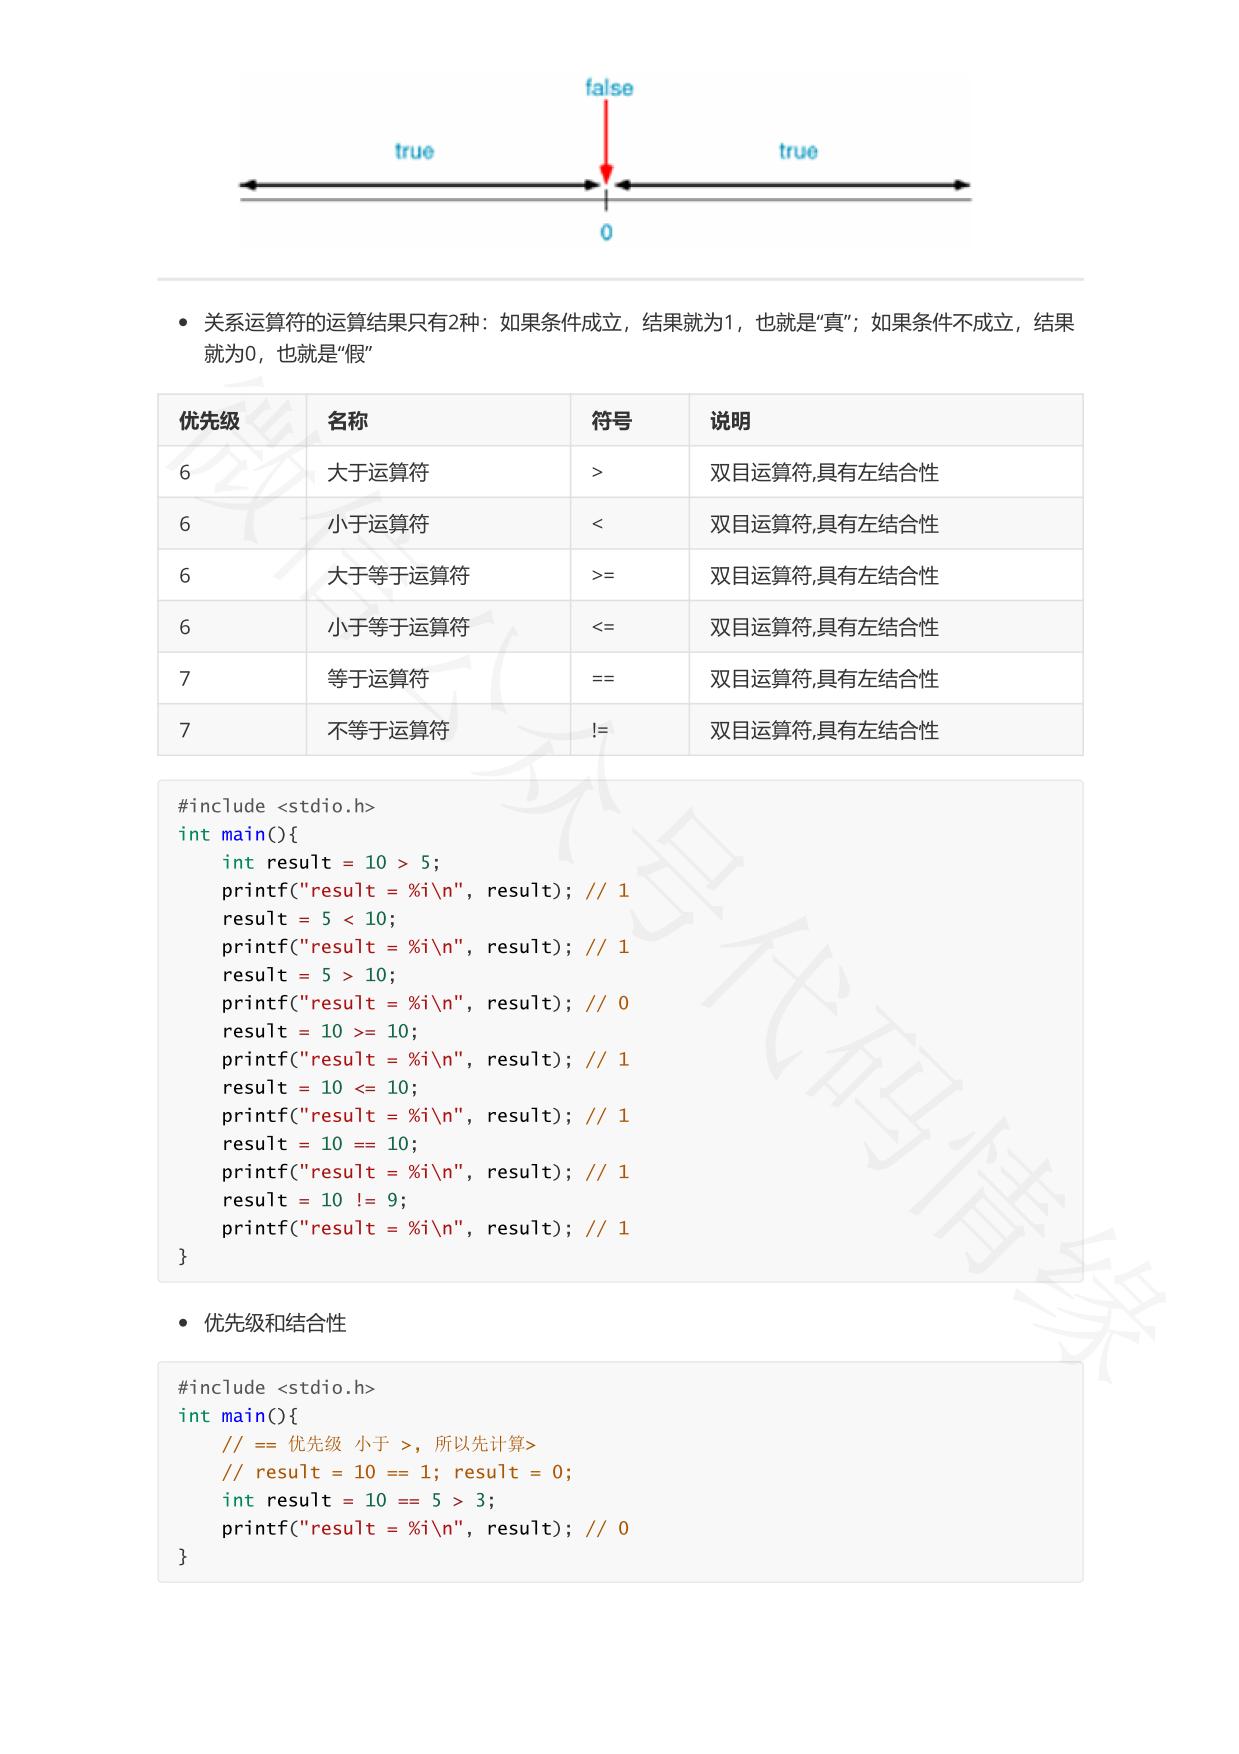 false
true true
0
• 关系运算符的运算结果只有2种：如果条件成立，结果就为1，也就是“真”；如果条件不成立，结果
就为0，也就是“假”
优先级 名称 符号 说明
6 大于运算符 > 双目运算符,具有左结合性
6 小于运算符 < 双目运算符,具有左结合性
6 大于等于运算符 >= 双目运算符,具有左结合性
6 小于等于运算符 <= 双目运算符,具有左结合性
7 等于运算符 == 双目运算符,具有左结合性
7 不等于运算符 != 双目运算符,具有左结合性
#include <stdio.h>
int main(){
    int result = 10 > 5;
    printf("result = %i\n", result); // 1
    result = 5 < 10;
    printf("result = %i\n", result); // 1
    result = 5 > 10;
    printf("result = %i\n", result); // 0
    result = 10 >= 10;
    printf("result = %i\n", result); // 1
    result = 10 <= 10;
    printf("result = %i\n", result); // 1
    result = 10 == 10;
    printf("result = %i\n", result); // 1
    result = 10 != 9;
    printf("result = %i\n", result); // 1
}
• 优先级和结合性
#include <stdio.h>
int main(){
    // == 优先级 小于 >, 所以先计算>
    // result = 10 == 1; result = 0;
    int result = 10 == 5 > 3;
    printf("result = %i\n", result); // 0
}
微信公众号代码情缘